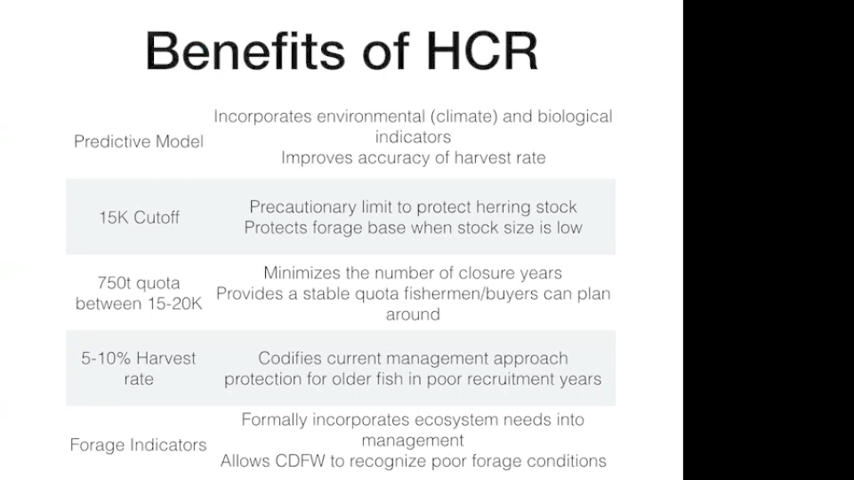 Benefits of HCR
Predictive Model
Incorporates environmental (climate) and biological
indicators
Improves accuracy of harvest rate
15K Cutoff
Precautionary limit to protect herring stock
Protects forage base when stock size is low
750t quota
between 15-20K
Minimizes the number of closure years
Provides a stable quota fishermen/buyers can plan
around
5-10% Harvest
rate
Codifies current management approach
protection for older fish in poor recruitment years
Forage Indicators
Formally incorporates ecosystem needs into
management
Allows CDFW to recognize poor forage conditions